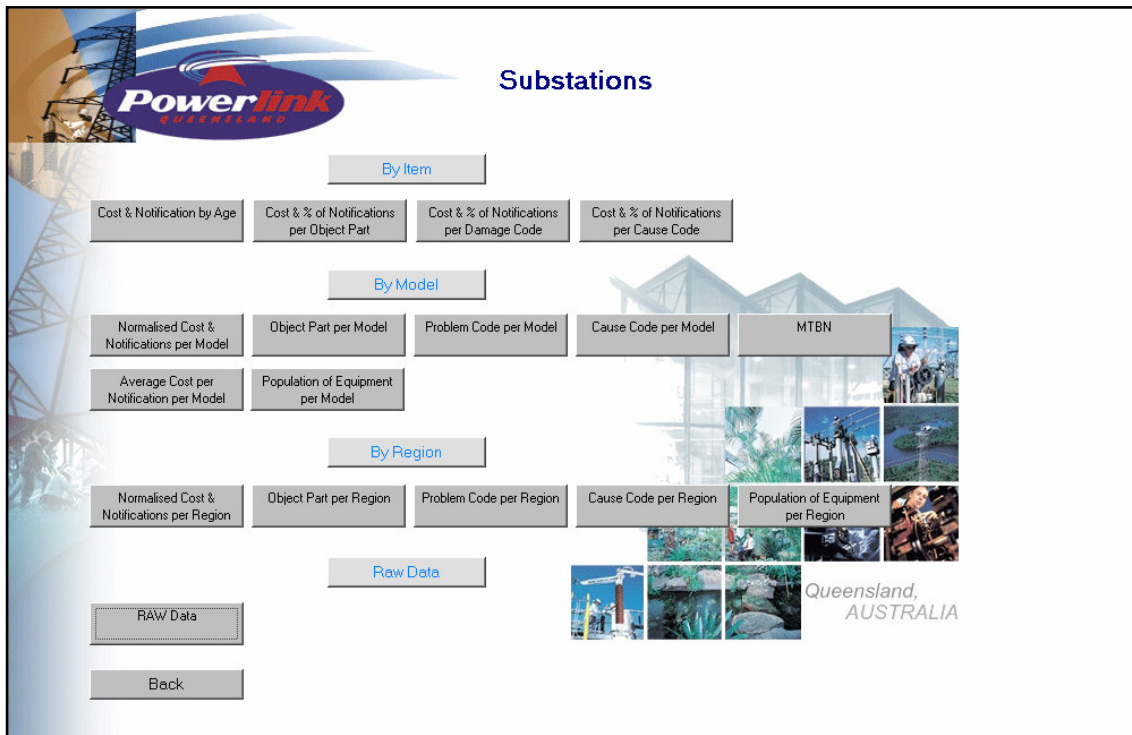 Powerlink
QUEENSLAND
Substations
By Item
Cost & Notification by Age
Cost & % of Notifications
per Object Part
Cost & % of Notifications
per Damage Code
Cost & % of Notifications
per Cause Code
By Model
Normalised Cost &
Notifications per Model
Object Part per Model
Problem Code per Model
Cause Code per Model
MTBN
Average Cost per
Notification per Model
Population of Equipment
per Model
By Region
Normalised Cost &
Notifications per Region
Object Part per Region
Problem Code per Region
Cause Code per Region
Population of Equipment
per Region
Raw Data
RAW Data
Queensland,
AUSTRALIA
Back